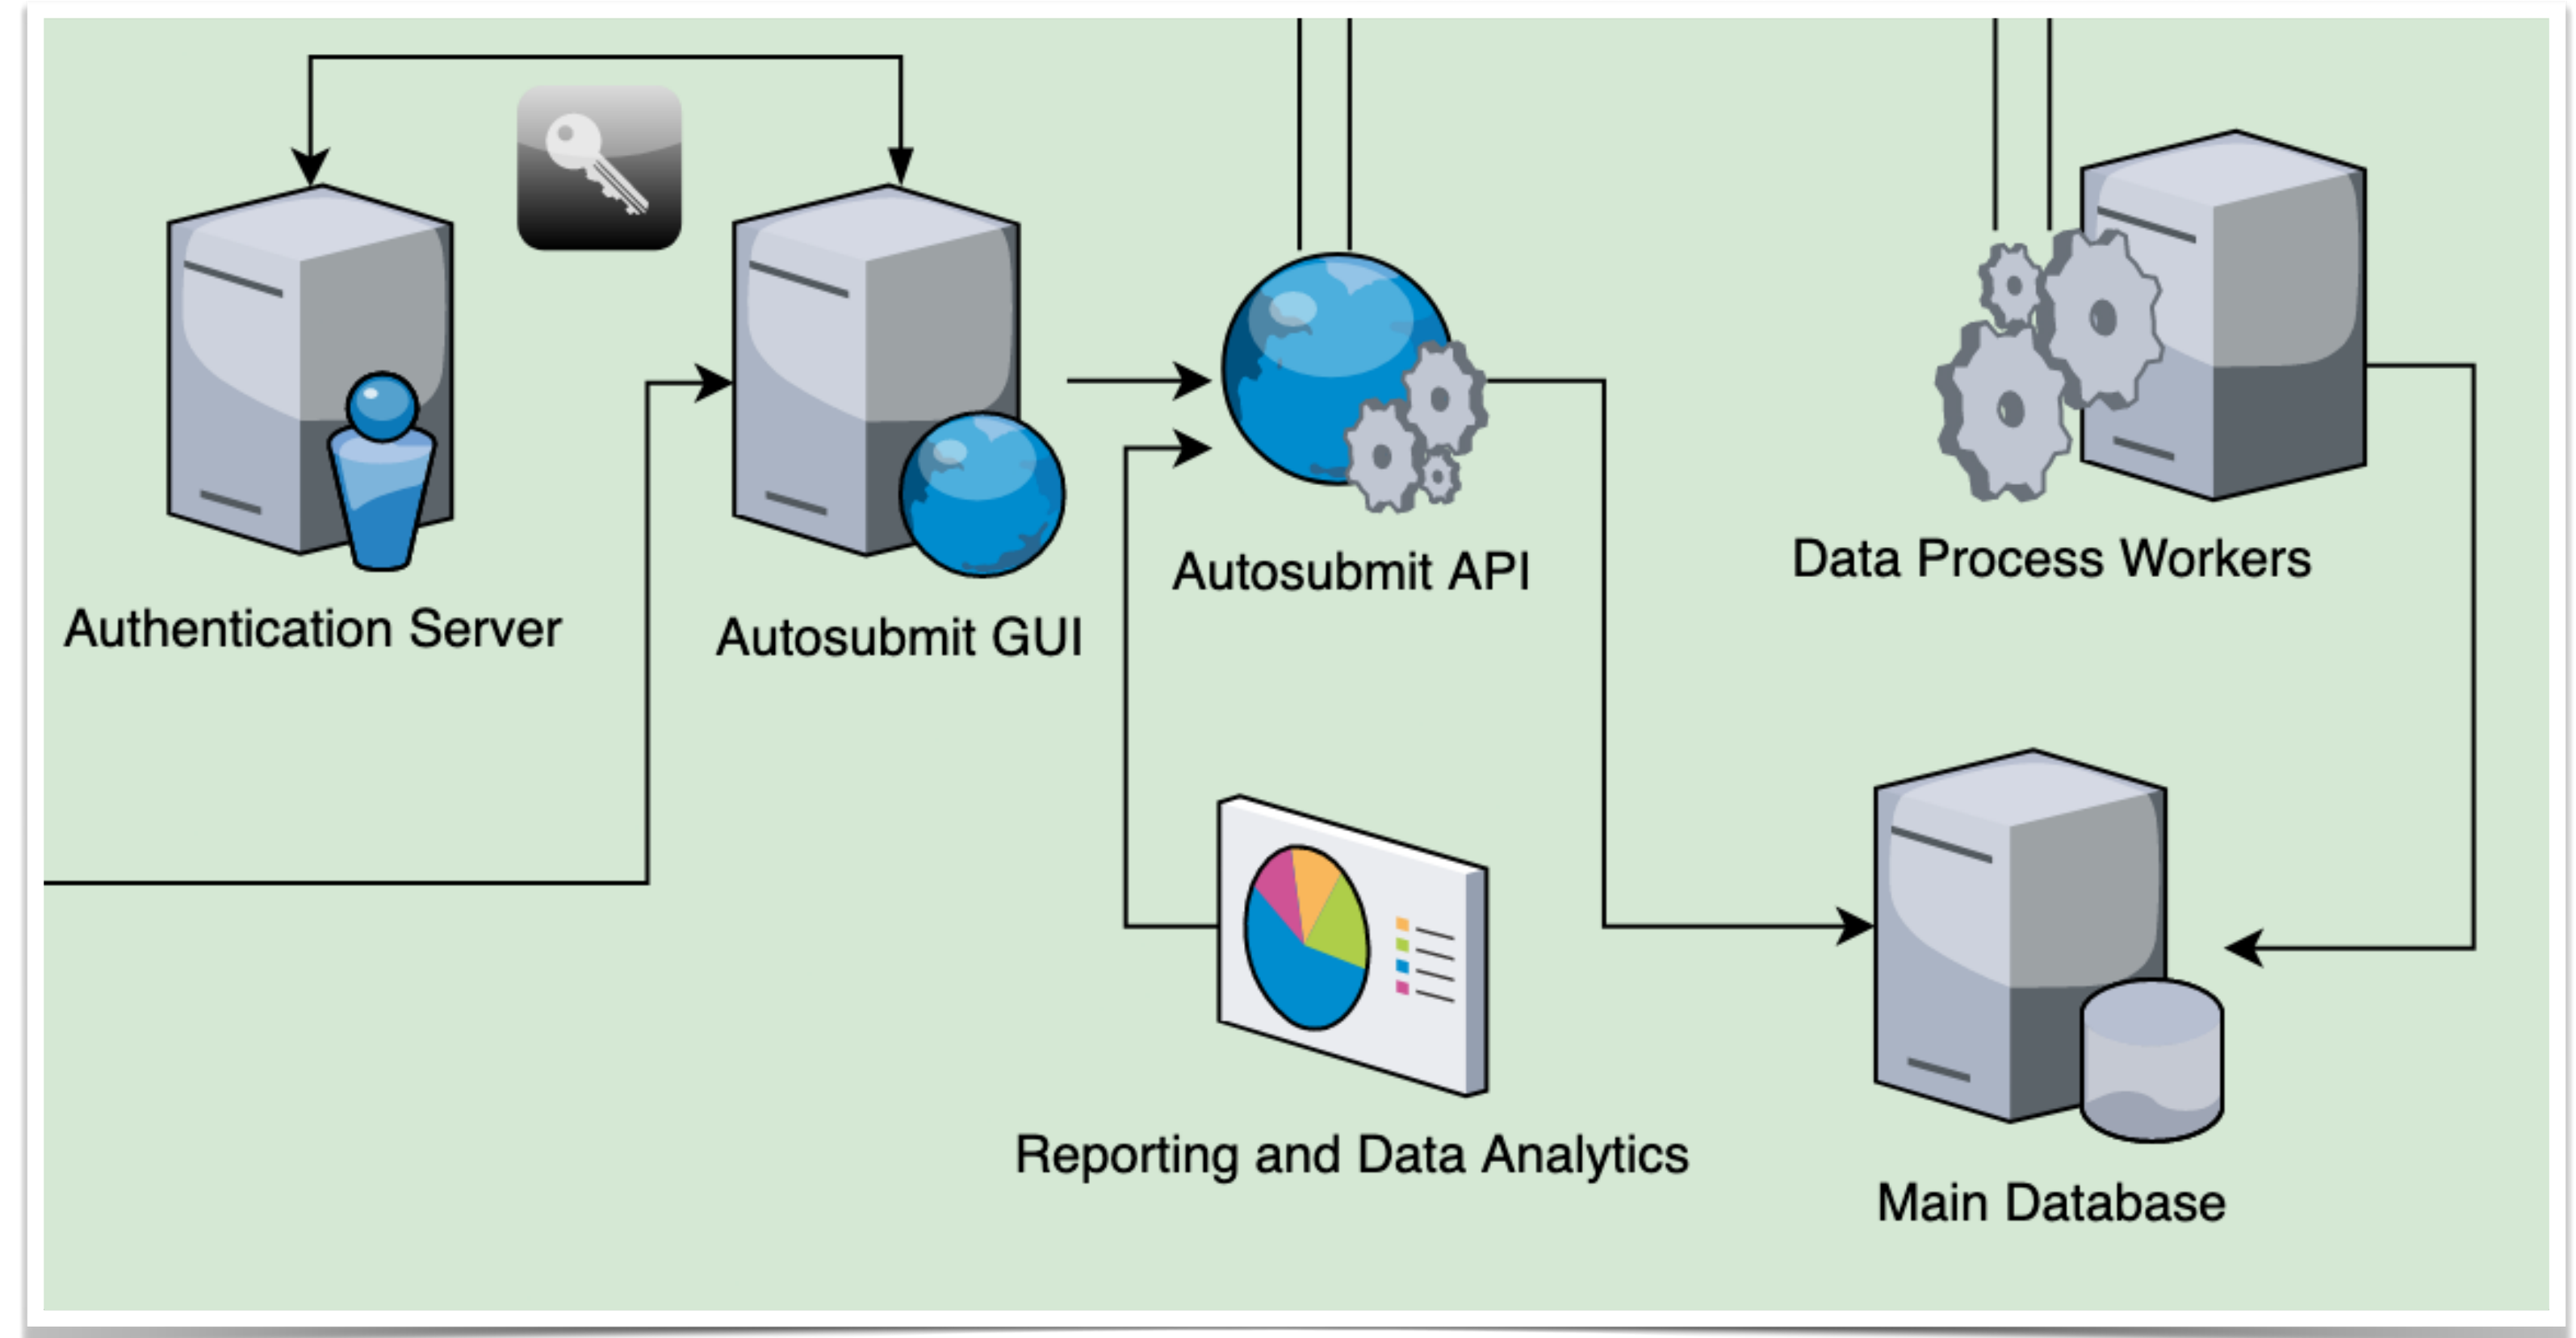 Authentication Server
Autosubmit GUI
Autosubmit API
Data Process Workers
Reporting and Data Analytics
Main Database